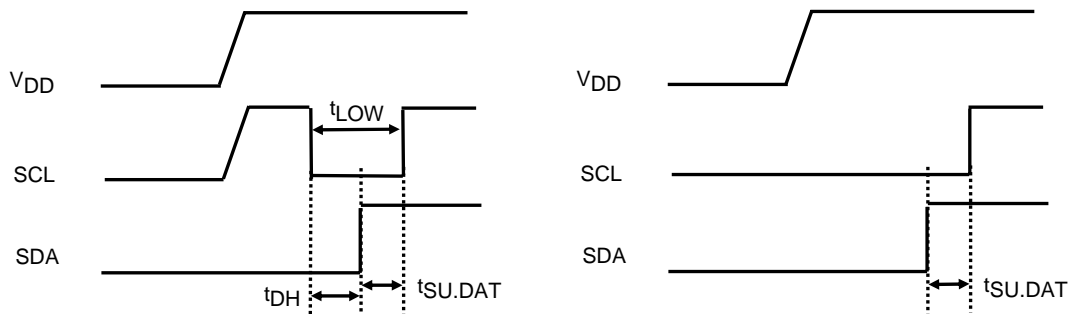 VDD
tLOW
SCL
SDA
tDH
tSU.DAT
VDD
SCL
SDA
tSU.DAT